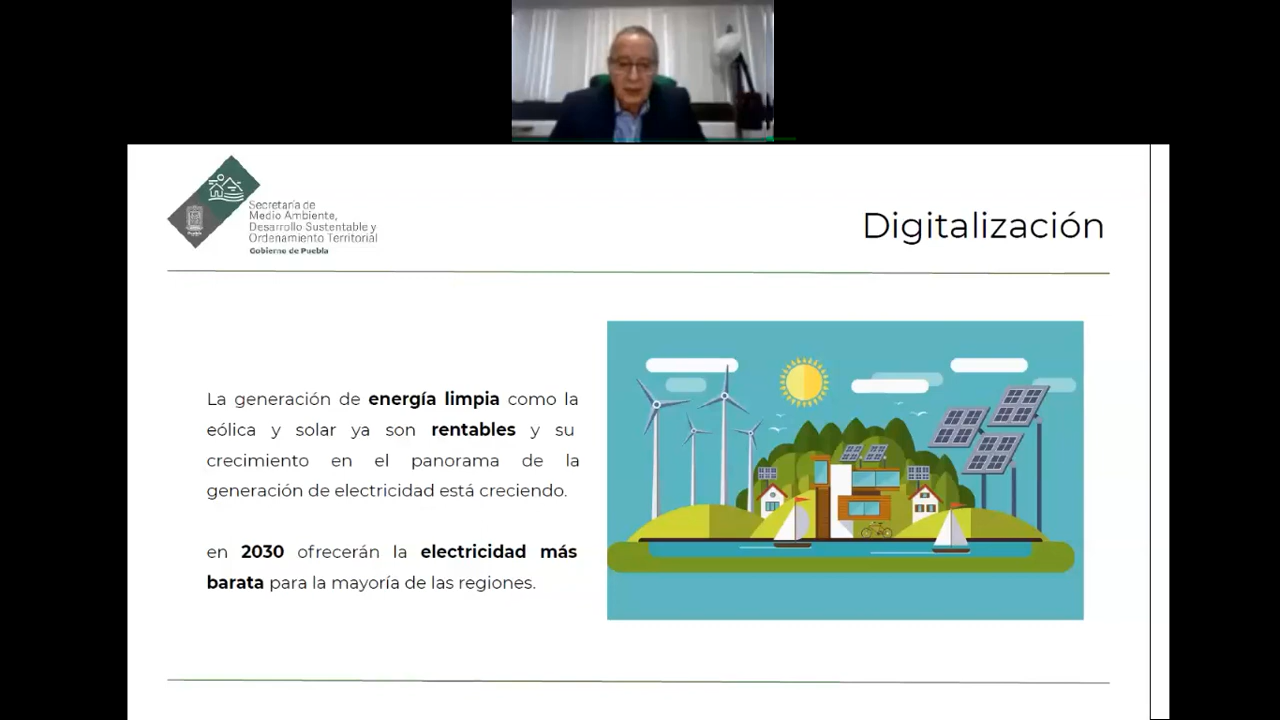 Secretaría de
Medio Ambiente,
Desarrollo Sustentable y
Ordenamiento Territorial
Gobierno de Puebla
Digitalización
La generación de energía limpia como la
eólica y solar ya son rentables y su
crecimiento en el panorama de la
generación de electricidad está creciendo.
en 2030 ofrecerán la electricidad más
barata para la mayoría de las regiones.